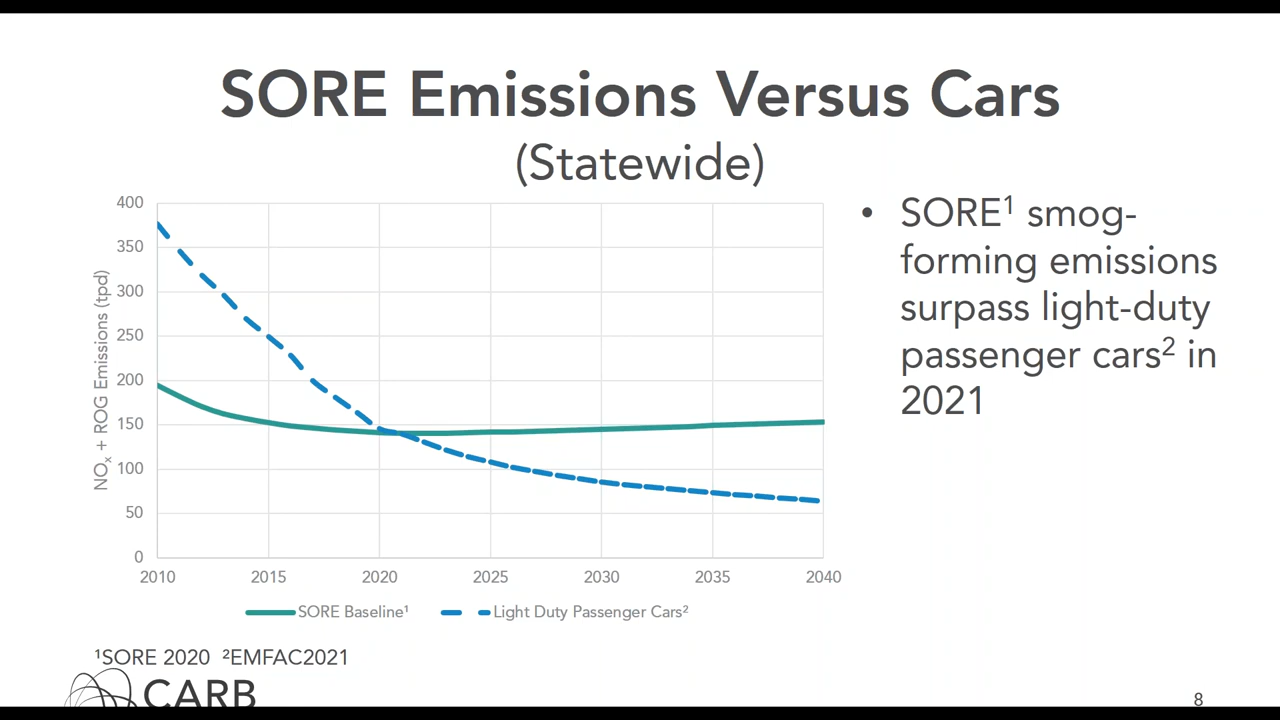 SORE Emissions Versus Cars
(Statewide)
400
350
300
250
200
150
100
50
0
NOx + ROG Emissions (tpd)
2010 2015 2020 2025 2030 2035 2040
SORE Baseline¹ Light Duty Passenger Cars²
• SORE¹ smog-
forming emissions
surpass light-duty
passenger cars² in
2021
¹SORE 2020 ²EMFAC2021
CARB
8